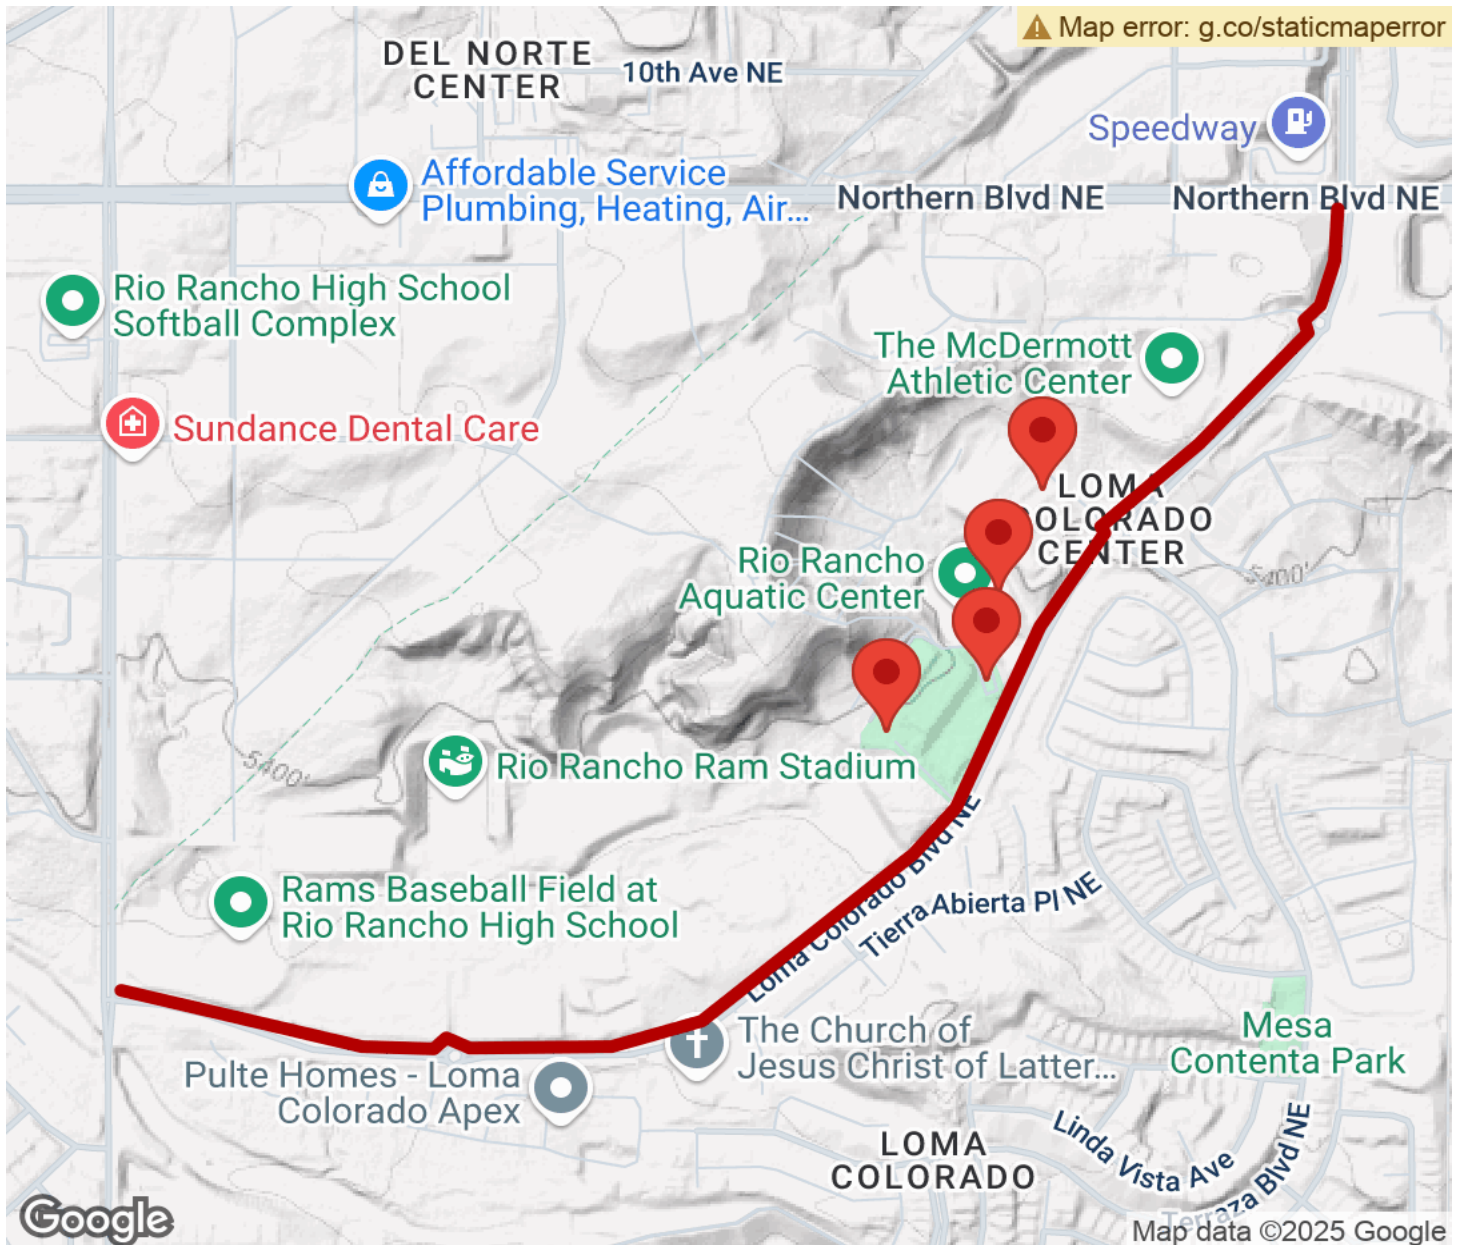 Map error: g.co/staticmaperror
DEL NORTE
CENTER
10th Ave NE
Speedway
Affordable Service
Plumbing, Heating, Air...
Northern Blvd NE
Northern Blvd NE
Rio Rancho High School
Softball Complex
The McDermott
Athletic Center
Sundance Dental Care
LOMA
COLORADO
CENTER
Rio Rancho
Aquatic Center
5400'
5400'
Rio Rancho Ram Stadium
Loma Colorado Blvd NE
Tierra Abierta Pl NE
Rams Baseball Field at
Rio Rancho High School
The Church of
Jesus Christ of Latter...
Mesa
Contenta Park
Pulte Homes - Loma
Colorado Apex
LOMA
COLORADO
Linda Vista Ave
Terraza Blvd NE
Google
Map data ©2025 Google